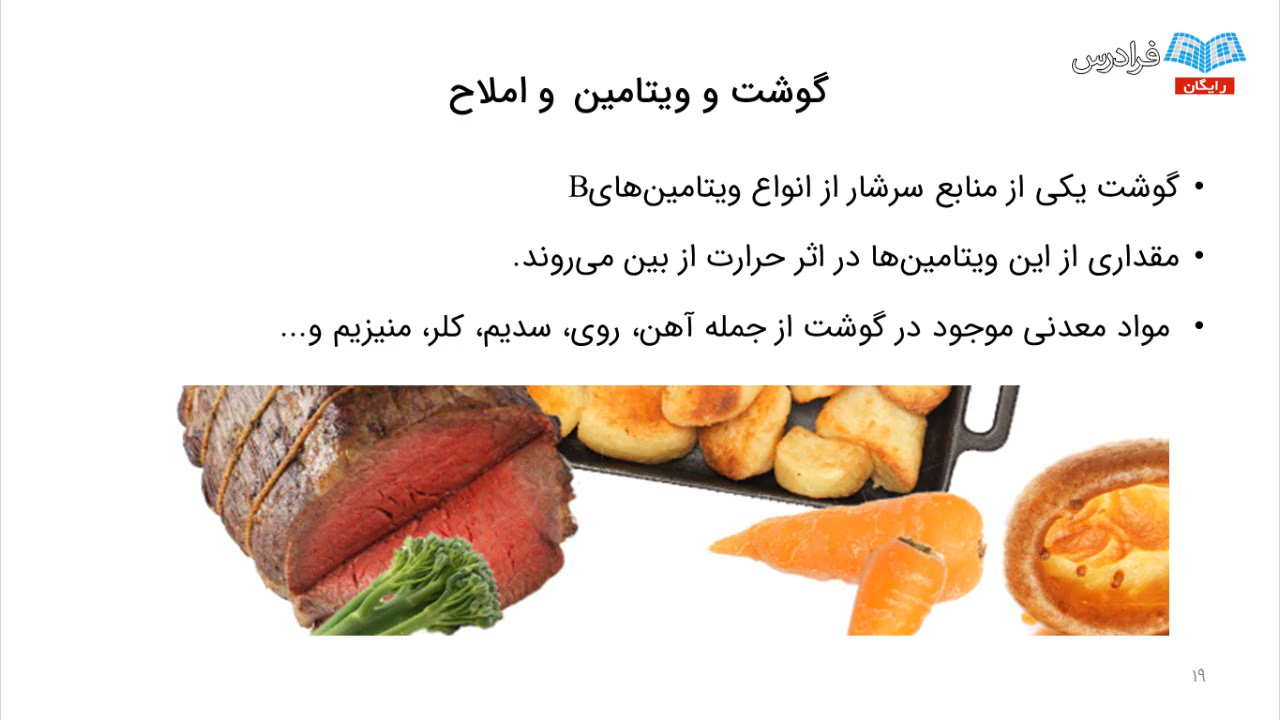 فرادرس
رایگان
گوشت و ویتامین و املاح
• گوشت یکی از منابع سرشار از انواع ویتامین‌هایB
• مقداری از این ویتامین‌ها در اثر حرارت از بین می‌روند.
• مواد معدنی موجود در گوشت از جمله آهن، روی، سدیم، کلر، منیزیم و...
۱۹